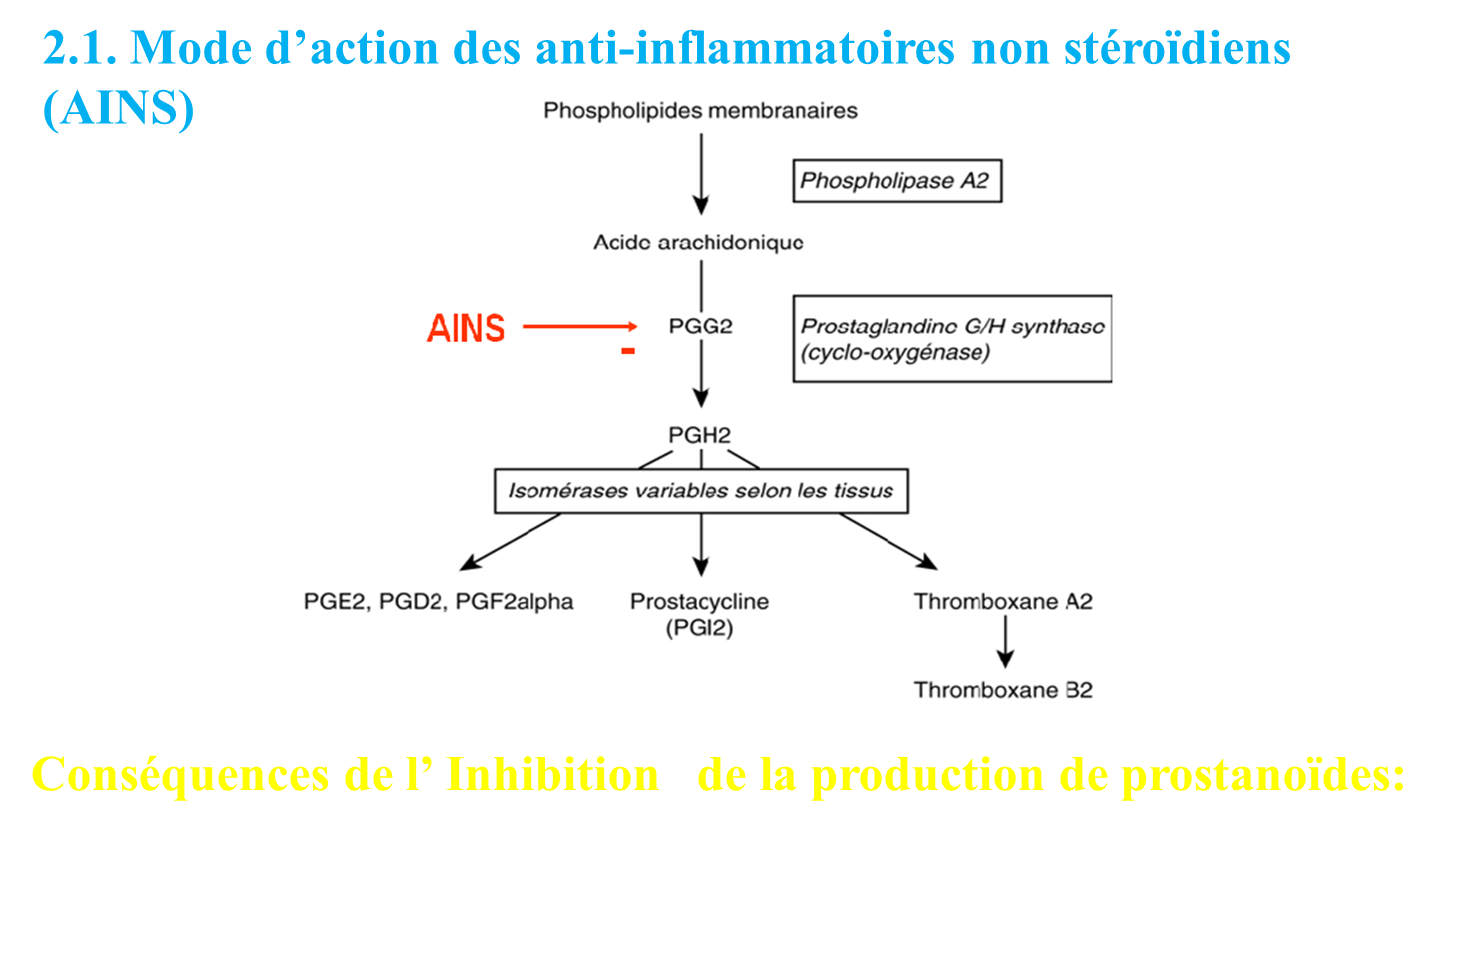 2.1. Mode d’action des anti-inflammatoires non stéroïdiens
(AINS)
Phospholipides membranaires
Phospholipase A2
Acide arachidonique
AINS
-
PGG2
Prostaglandine G/H synthase
(cyclo-oxygénase)
PGH2
Isomérases variables selon les tissus
PGE2, PGD2, PGF2alpha
Prostacycline
(PGI2)
Thromboxane A2
Thromboxane B2
Conséquences de l’ Inhibition de la production de prostanoïdes: